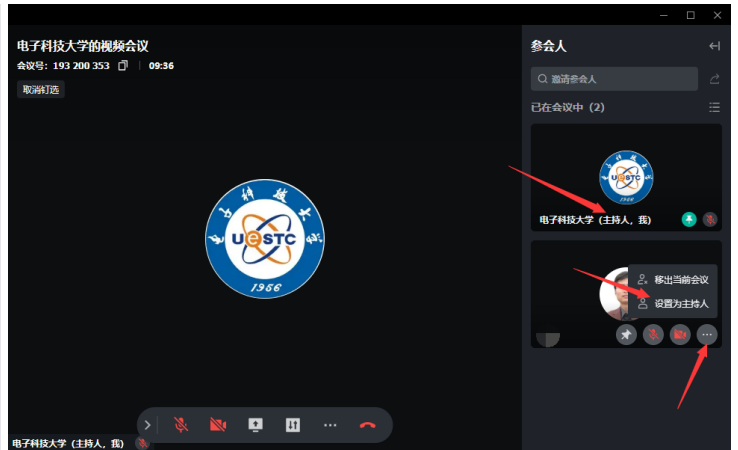 电子科技大学的视频会议
会议号：193 200 353 | 09:36
取消钉选
UeSTC
1956
电子科技大学（主持人，我）
参会人
邀请参会人
已在会议中（2）
UeSTC
1956
电子科技大学（主持人，我）
移出当前会议
设置为主持人